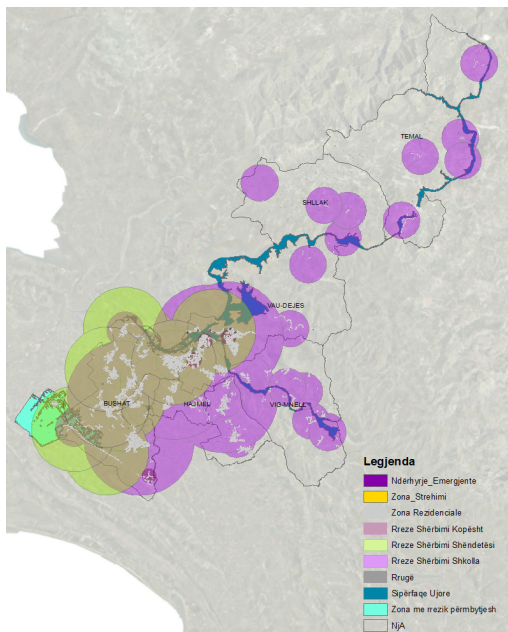 TEMAL
SHLLAK
VAU-DEJES
BUSHAT
HAJMEL
VIG-MNELË
Legjenda
Ndërhyrje_Emergjente
Zona_Strehimi
Zona Rezidenciale
Rreze Shërbimi Kopësht
Rreze Shërbimi Shëndetësi
Rreze Shërbimi Shkolla
Rrugë
Sipërfaqe Ujore
Zona me rrezik përmbytjesh
NjA